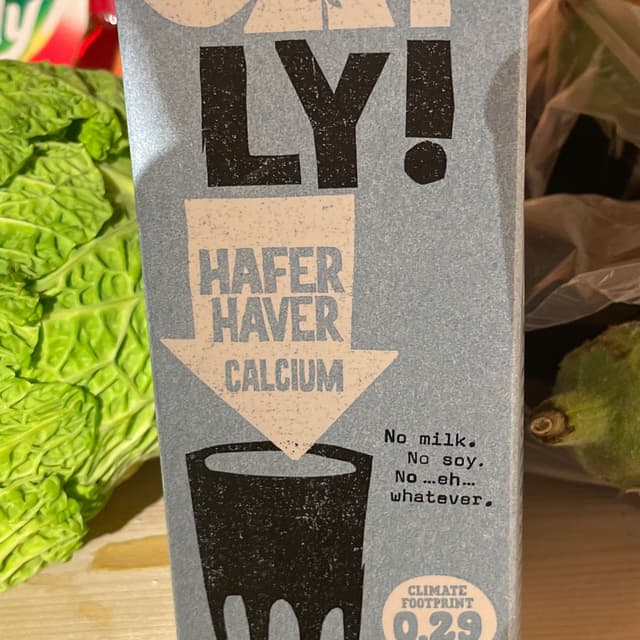 LY!
HAFER
HAVER
CALCIUM
No milk.
No soy.
No ...eh...
whatever.
CLIMATE
FOOTPRINT
0.29